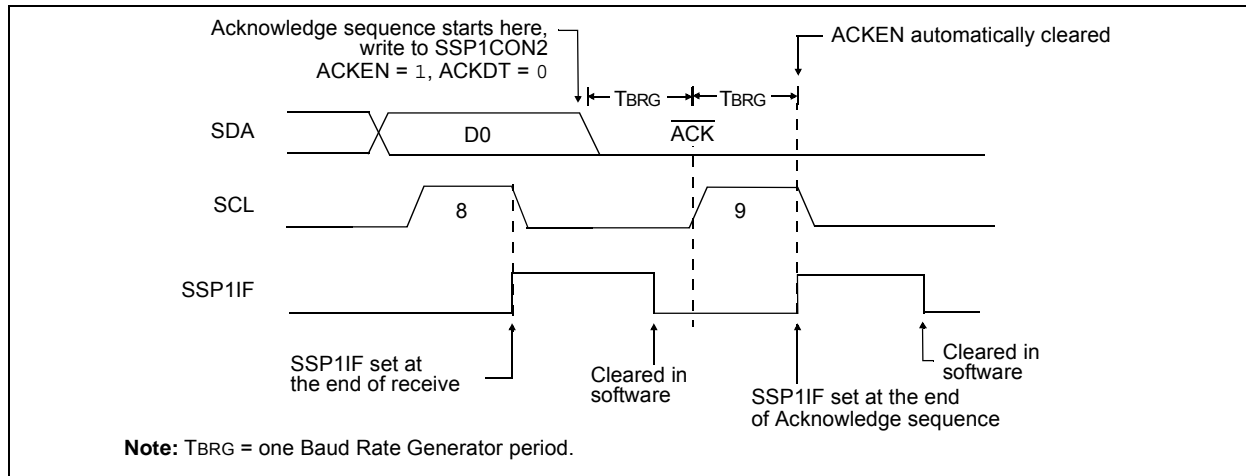 Acknowledge sequence starts here,
write to SSP1CON2
ACKEN = 1, ACKDT = 0
ACKEN automatically cleared
TBRG
TBRG
SDA
D0
ACK
SCL
8
9
SSP1IF
SSP1IF set at
the end of receive
Cleared in
software
SSP1IF set at the end
of Acknowledge sequence
Cleared in
software
Note: TBRG = one Baud Rate Generator period.